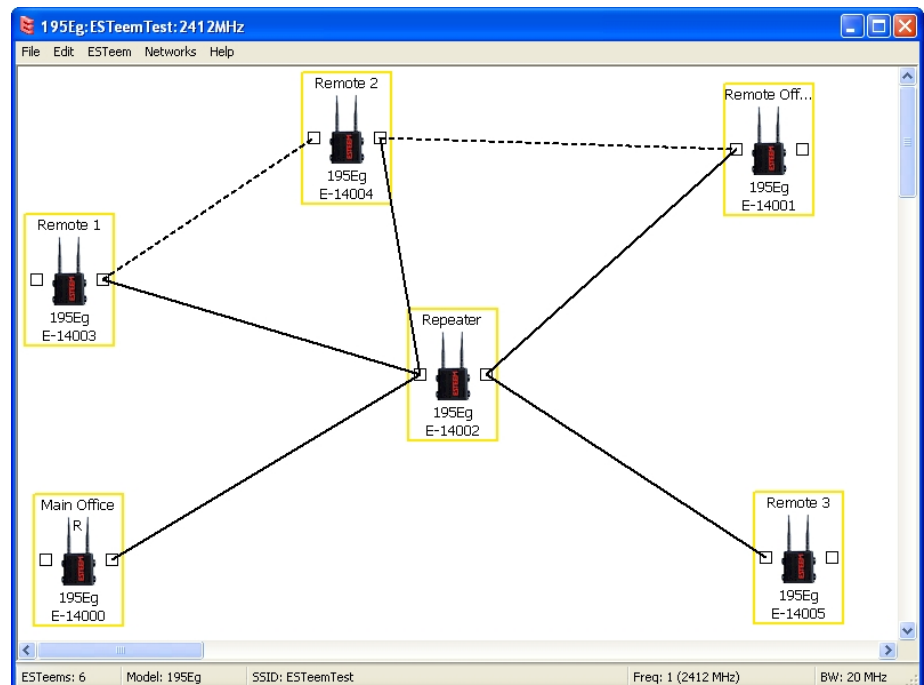 195Eg:ESTeemTest:2412MHz
File Edit ESTeem Networks Help
Remote 2
195Eg
E-14004
Remote Off...
195Eg
E-14001
Remote 1
195Eg
E-14003
Repeater
195Eg
E-14002
Main Office
R
195Eg
E-14000
Remote 3
195Eg
E-14005
ESTeems: 6 Model: 195Eg SSID: ESTeemTest Freq: 1 (2412 MHz) BW: 20 MHz